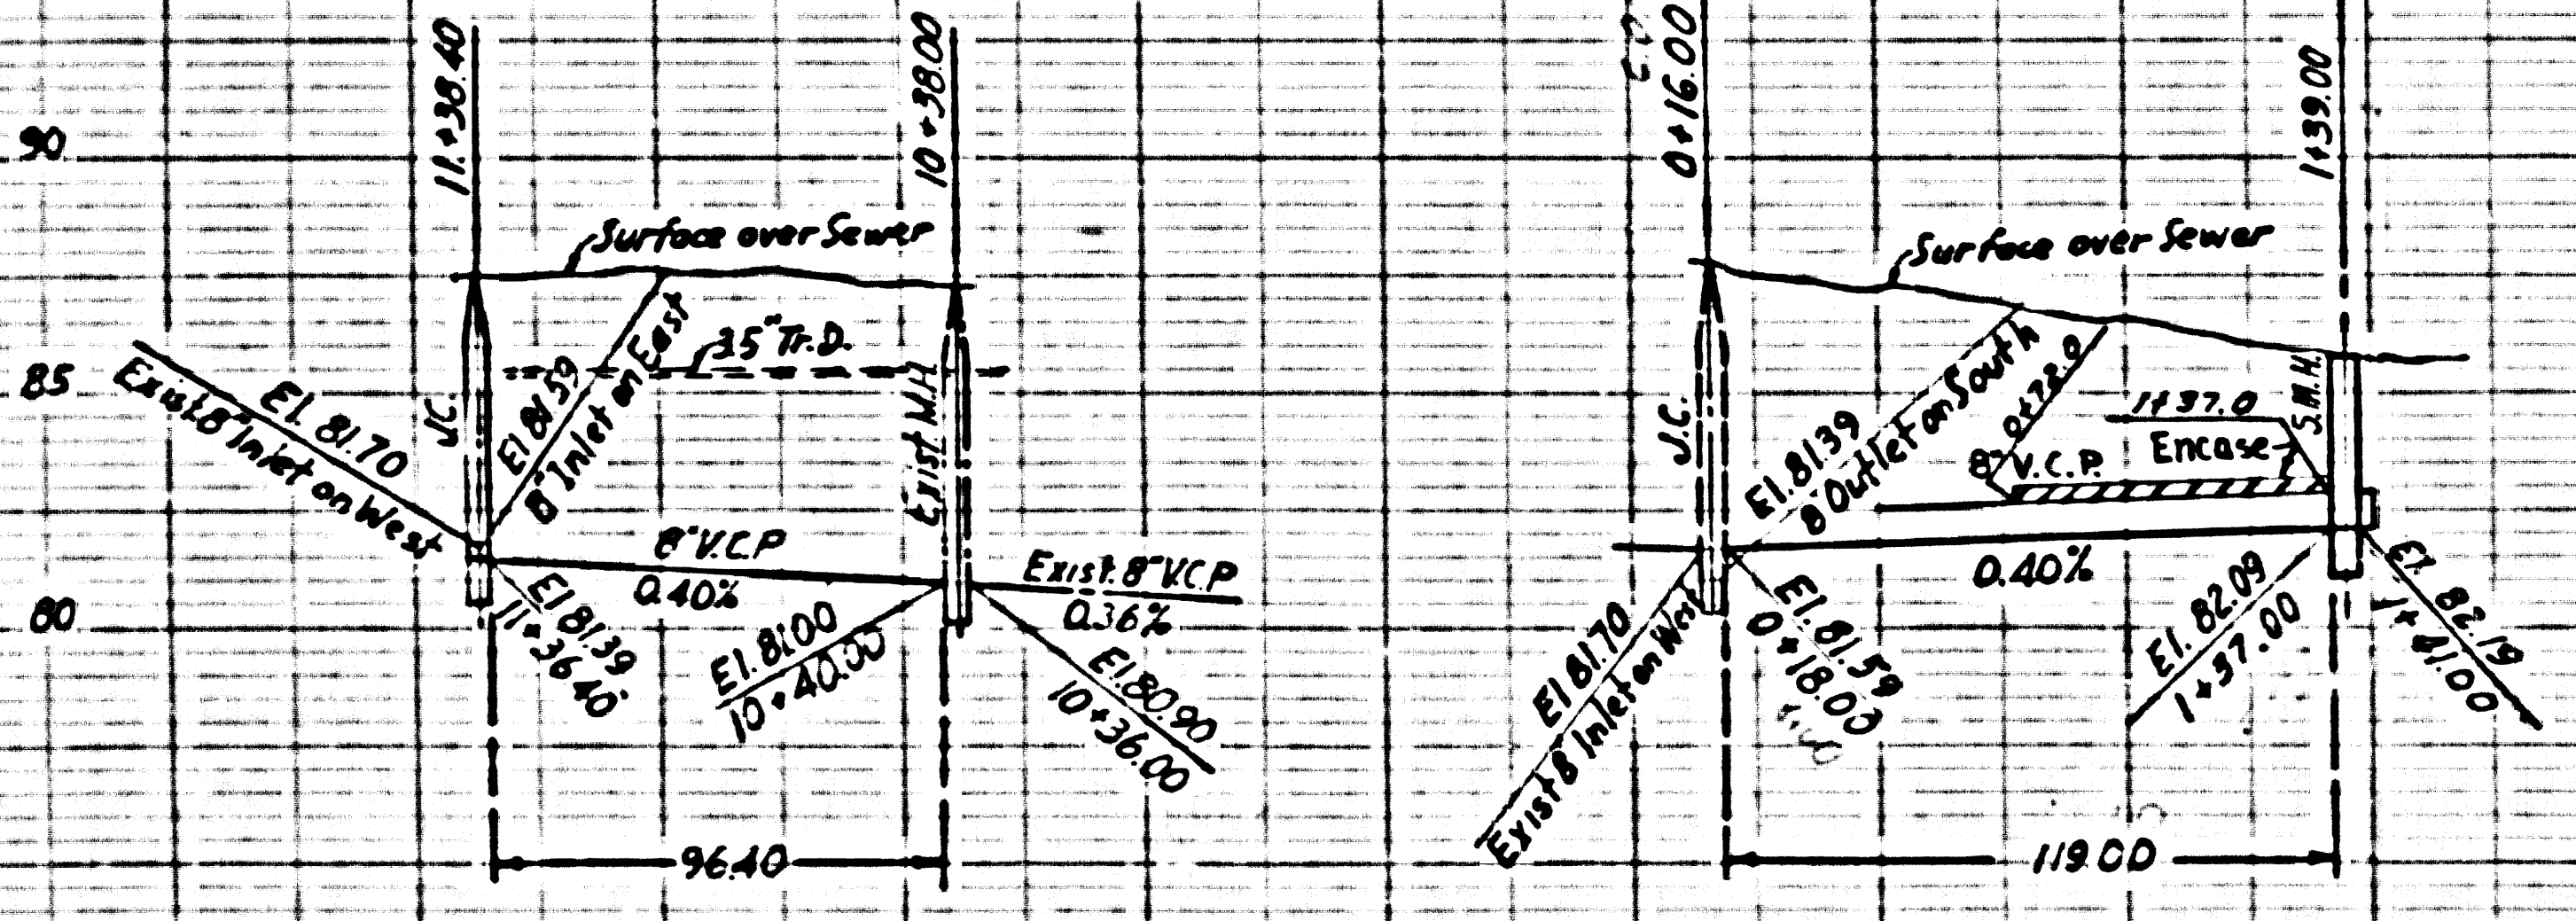 90
85
80
11+38.40
10+38.00
Surface over Sewer
35" Tr. D.
El. 81.70
Exist. 8" Inlet on West
J.C.
El 81.59
8" Inlet on East
Exist M.H.
8" V.C.P
0.40%
El 81.39
11+36.40
El. 81.00
10+40.00
Exist. 8" V.C.P
0.36%
El. 80.90
10+36.00
96.40
0+16.00
1+39.00
Surface over Sewer
J.C.
El. 81.39
8" Outlet on South
0+72.0
8" V.C.P.
1+37.0
Encase
S.M.H.
0.40%
El 81.70
Exist 8" Inlet on West
El. 81.59
0+18.00
El. 82.09
1+37.00
El. 82.19
1+41.00
119.00